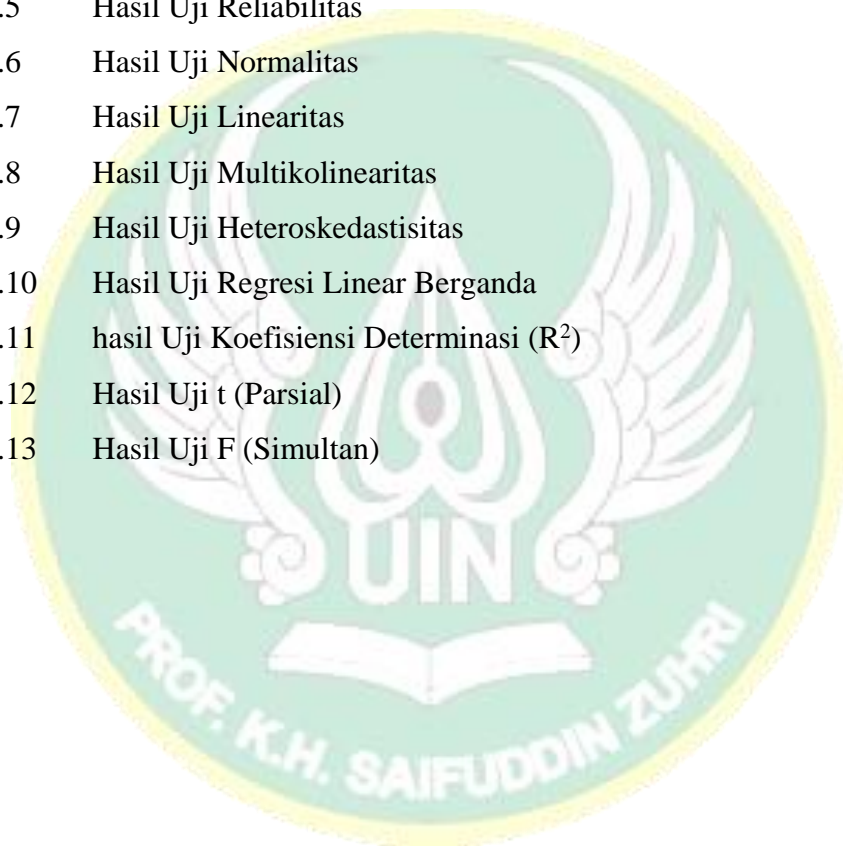 .5 Hasil Uji Reliabilitas
.6 Hasil Uji Normalitas
.7 Hasil Uji Linearitas
.8 Hasil Uji Multikolinearitas
.9 Hasil Uji Heteroskedastisitas
.10 Hasil Uji Regresi Linear Berganda
.11 hasil Uji Koefisiensi Determinasi (R²)
.12 Hasil Uji t (Parsial)
.13 Hasil Uji F (Simultan)
UIN
PROF. K.H. SAIFUDDIN ZUHRI